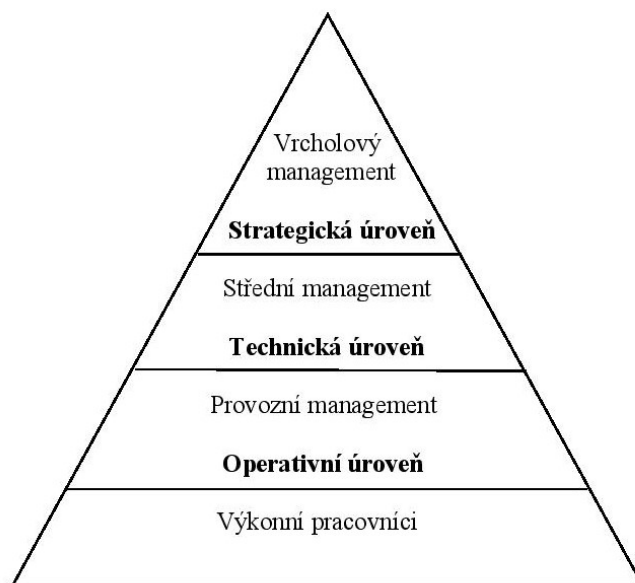 Vrcholový
management
Strategická úroveň
Střední management
Technická úroveň
Provozní management
Operativní úroveň
Výkonní pracovníci